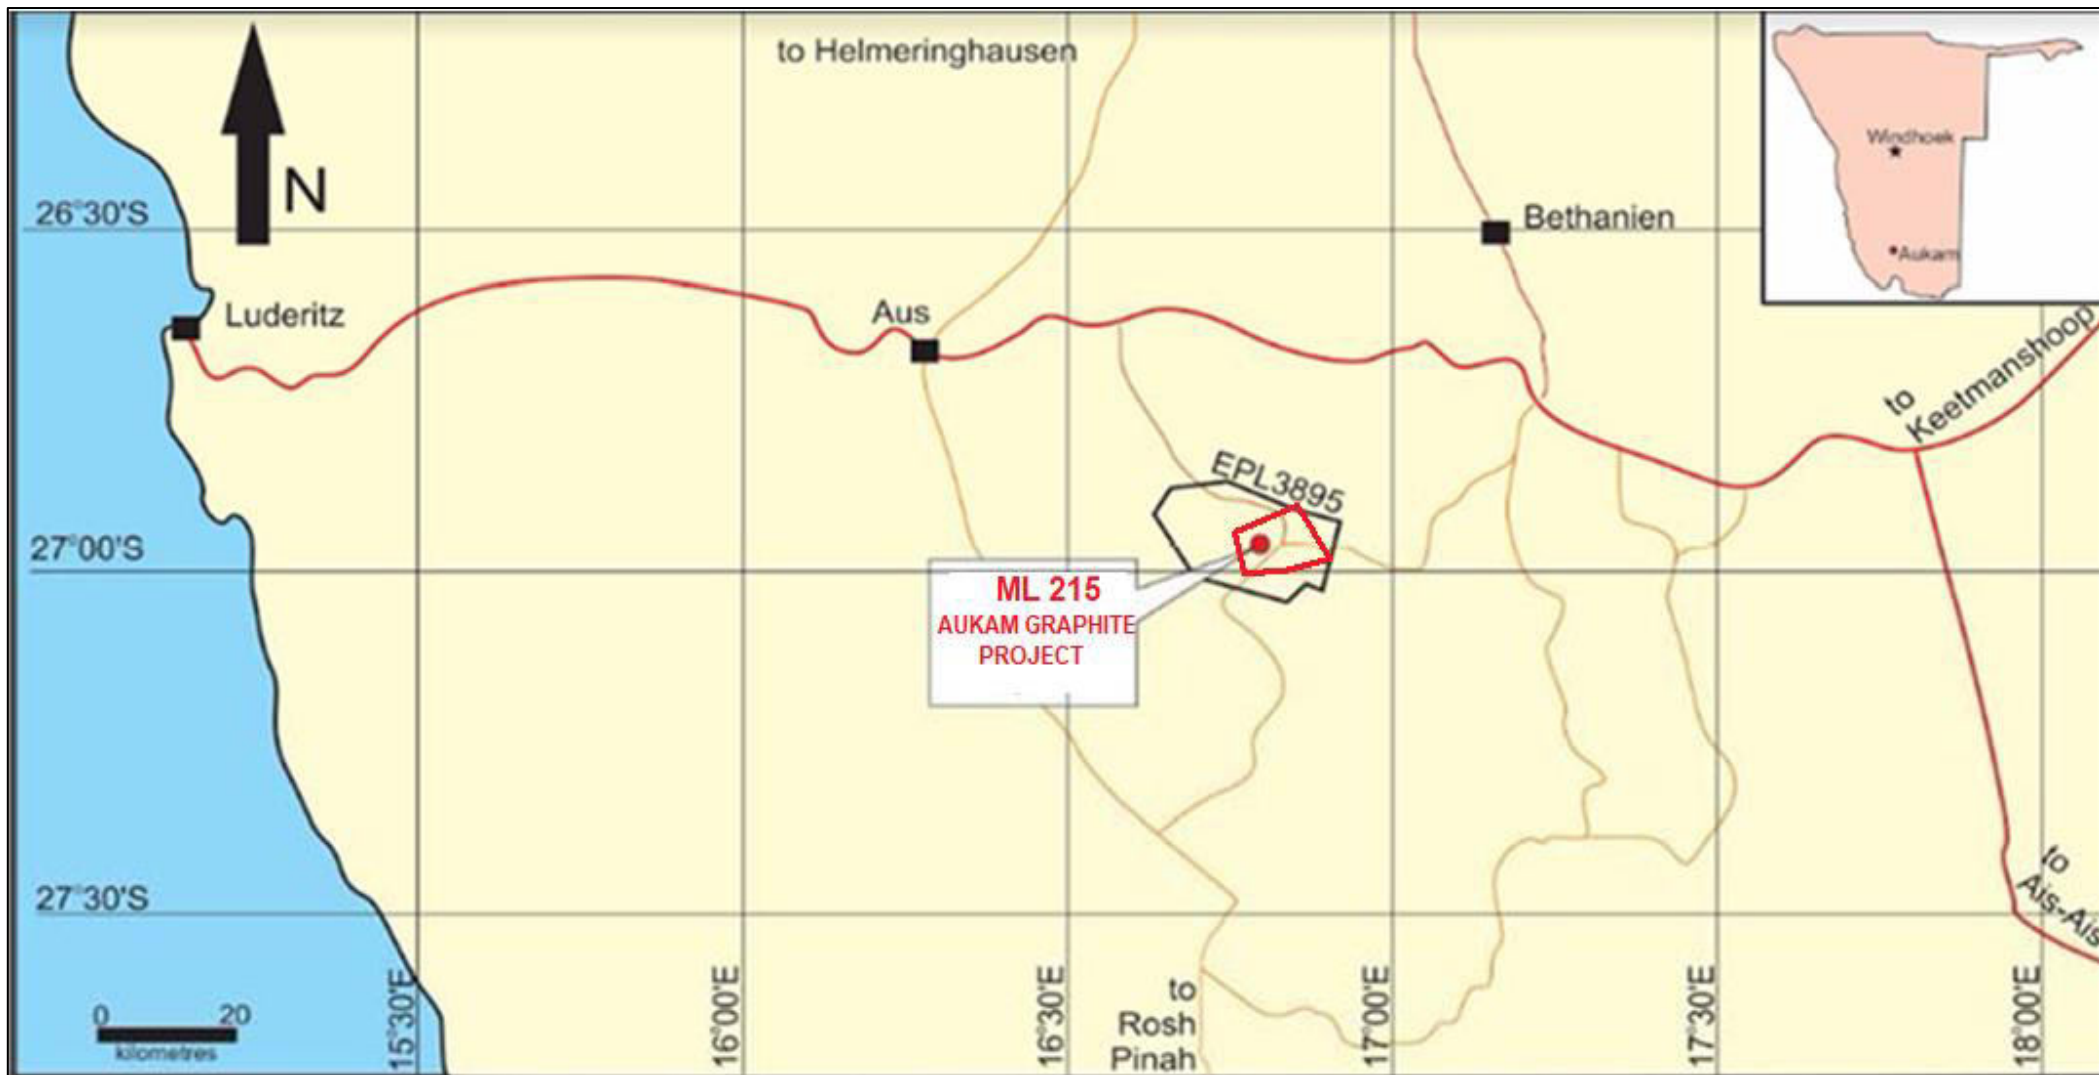 to Helmeringhausen
N
26°30'S
Bethanien
Windhoek
Aukam
Luderitz
Aus
to
Keetmanshoop
EPL3895
27°00'S
ML 215
AUKAM GRAPHITE
PROJECT
27°30'S
to
Ais-Ais
0 20
kilometres
15°30'E
16°00'E
16°30'E
to
Rosh
Pinah
17°00'E
17°30'E
18°00'E